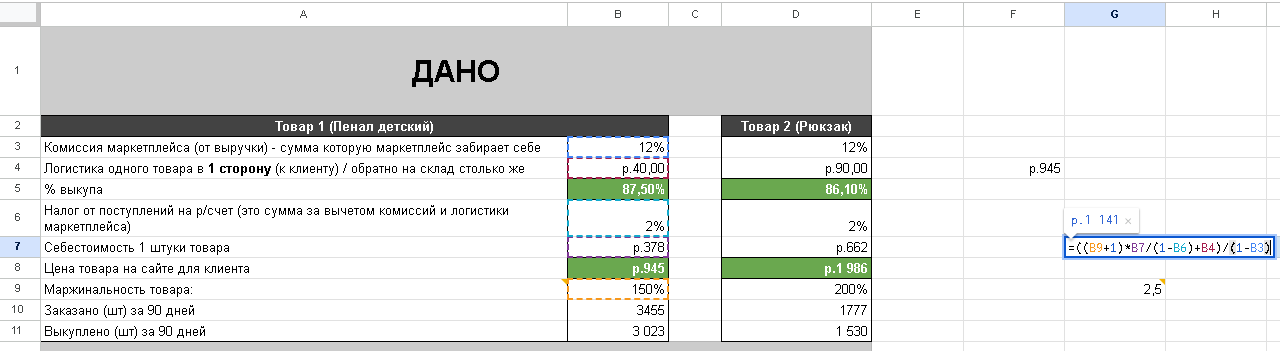 A B C D E F G H
1 ДАНО
2 Товар 1 (Пенал детский) Товар 2 (Рюкзак)
3 Комиссия маркетплейса (от выручки) - сумма которую маркетплейс забирает себе 12% 12%
4 Логистика одного товара в 1 сторону (к клиенту) / обратно на склад столько же р.40,00 р.90,00 р.945
5 % выкупа 87,50% 86,10%
6 Налог от поступлений на р/счет (это сумма за вычетом комиссий и логистики
маркетплейса) 2% 2%
р.1 141 ×
7 Себестоимость 1 штуки товара р.378 р.662 =((B9+1)*B7/(1-B6)+B4)/(1-B3)
8 Цена товара на сайте для клиента р.945 р.1 986
9 Маржинальность товара: 150% 200% 2,5
10 Заказано (шт) за 90 дней 3455 1777
11 Выкуплено (шт) за 90 дней 3 023 1 530